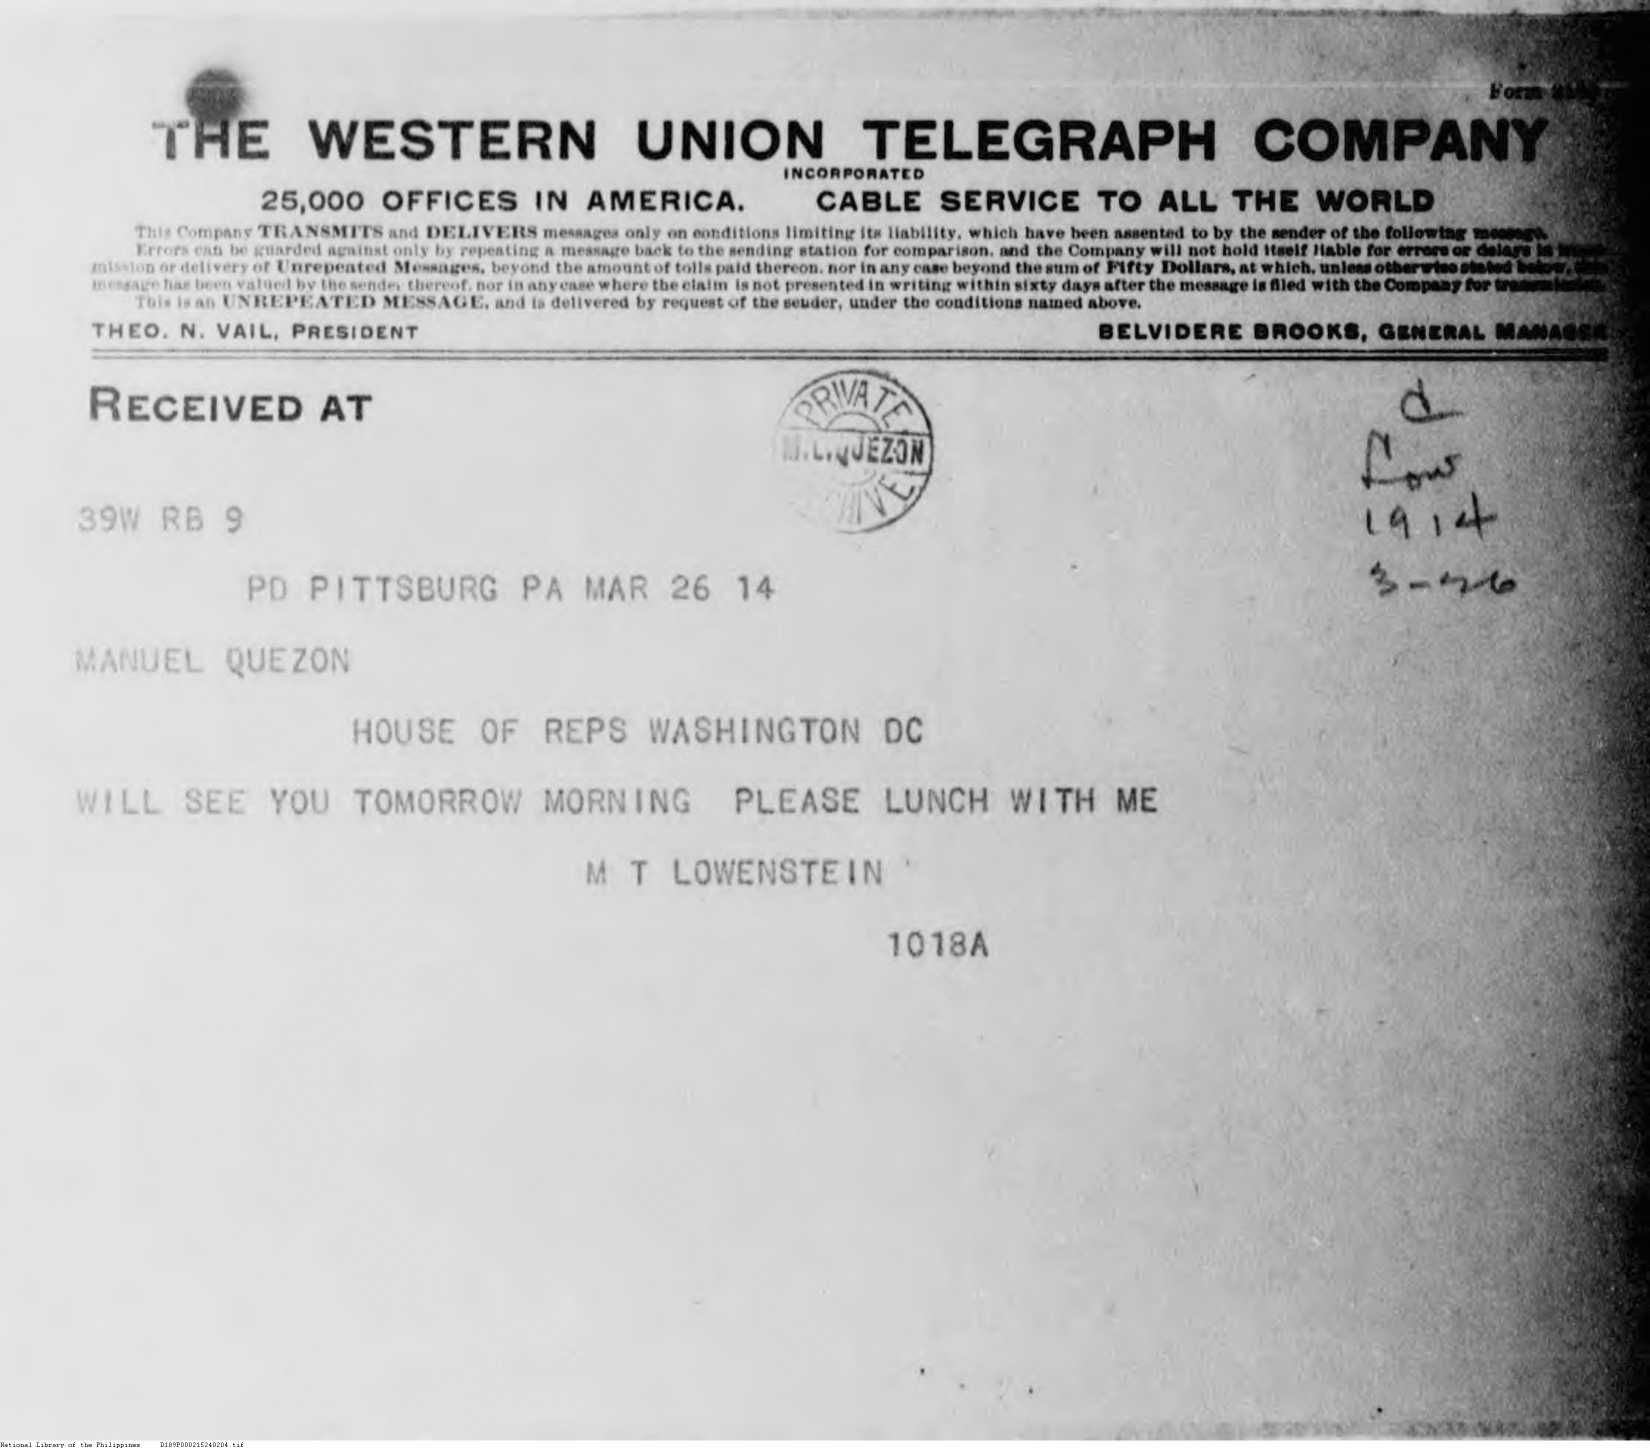 Form
THE WESTERN UNION TELEGRAPH COMPANY
INCORPORATED
25,000 OFFICES IN AMERICA. CABLE SERVICE TO ALL THE WORLD
This Company TRANSMITS and DELIVERS messages only on conditions limiting its liability, which have been assented to by the sender of the following message.
Errors can be guarded against only by repeating a message back to the sending station for comparison, and the Company will not hold itself liable for errors or delays in trans-
mission or delivery of Unrepeated Messages, beyond the amount of tolls paid thereon, nor in any case beyond the sum of Fifty Dollars, at which, unless otherwise stated below, this
message has been valued by the sender thereof, nor in any case where the claim is not presented in writing within sixty days after the message is filed with the Company for transmission.
This is an UNREPEATED MESSAGE, and is delivered by request of the sender, under the conditions named above.
THEO. N. VAIL, PRESIDENT BELVIDERE BROOKS, GENERAL MANAGER
RECEIVED AT
PRIVATE
M.L.QUEZON
d
Low
1914
3-26
39W RB 9
PD PITTSBURG PA MAR 26 14
MANUEL QUEZON
HOUSE OF REPS WASHINGTON DC
WILL SEE YOU TOMORROW MORNING PLEASE LUNCH WITH ME
M T LOWENSTEIN
1018A
National Library of the Philippines D189P000215240204.tif